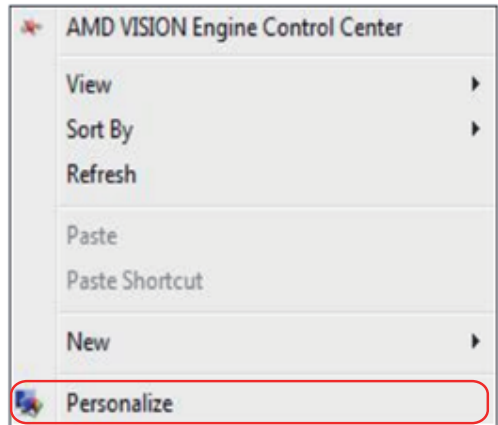 AMD VISION Engine Control Center
View
Sort By
Refresh
Paste
Paste Shortcut
New
Personalize